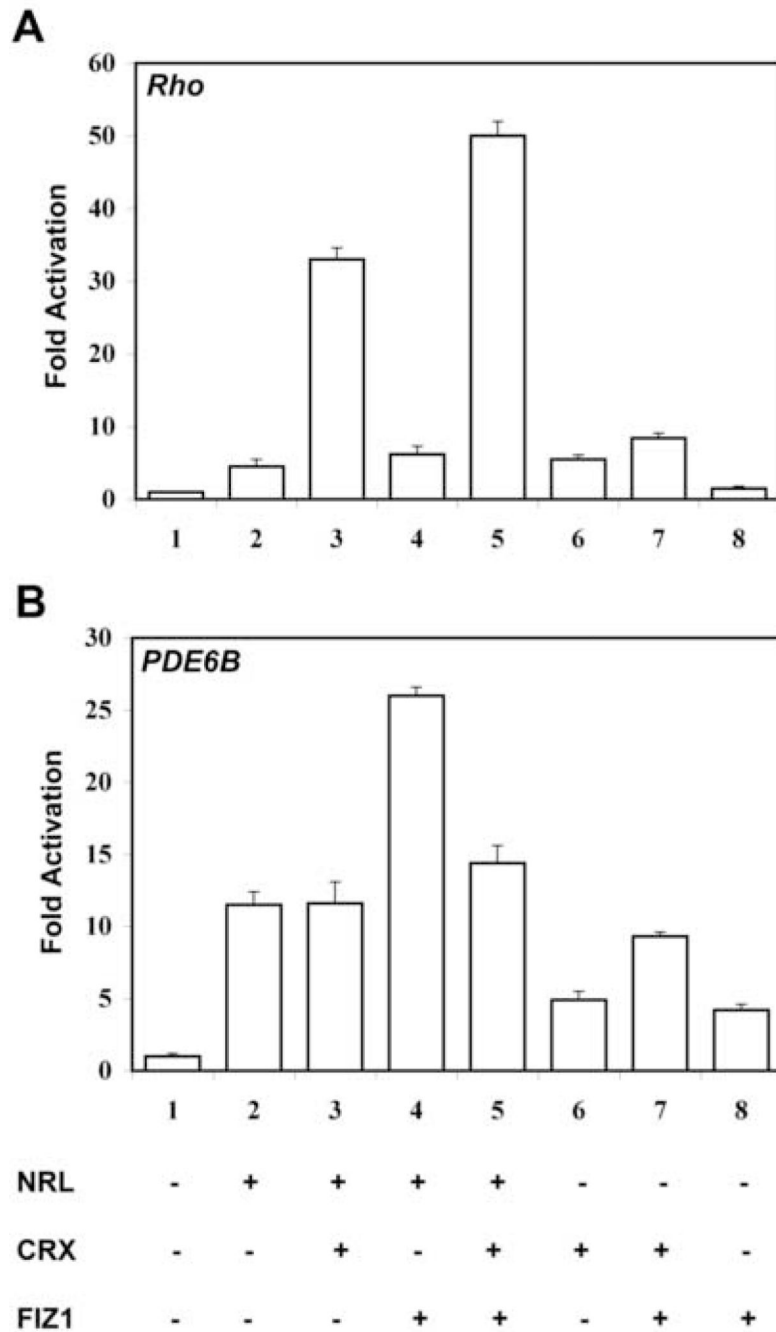 A
Rho
Fold Activation
60
50
40
30
20
10
0
1 2 3 4 5 6 7 8
B
PDE6B
Fold Activation
30
25
20
15
10
5
0
1 2 3 4 5 6 7 8
NRL - + + + + - - -
CRX - - + - + + + -
FIZ1 - - - + + - + +